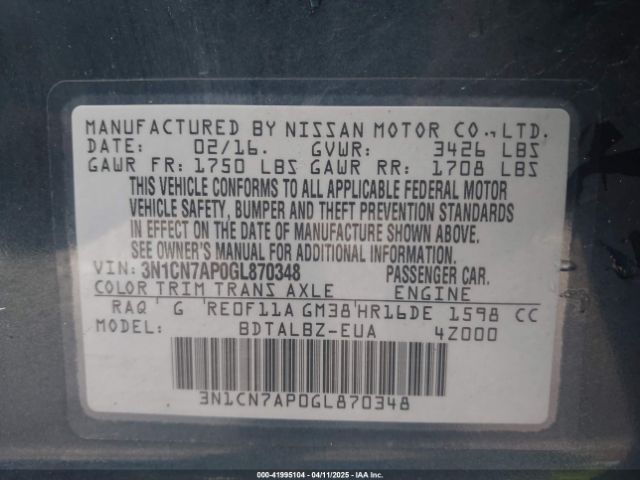 MANUFACTURED BY NISSAN MOTOR CO.,LTD.
DATE: 02/16. GVWR: 3426 LBS
GAWR FR: 1750 LBS GAWR RR: 1708 LBS
THIS VEHICLE CONFORMS TO ALL APPLICABLE FEDERAL MOTOR
VEHICLE SAFETY, BUMPER AND THEFT PREVENTION STANDARDS
IN EFFECT ON THE DATE OF MANUFACTURE SHOWN ABOVE.
SEE OWNER'S MANUAL FOR ADDITIONAL INFORMATION.
VIN: 3N1CN7AP0GL870348 PASSENGER CAR.
COLOR TRIM TRANS AXLE ENGINE
RAQ G RE0F11A GM38 HR16DE 1598 CC
MODEL: BDTALBZ-EUA 4Z000
3N1CN7AP0GL870348
000-41995104 - 04/11/2025 - IAA Inc.